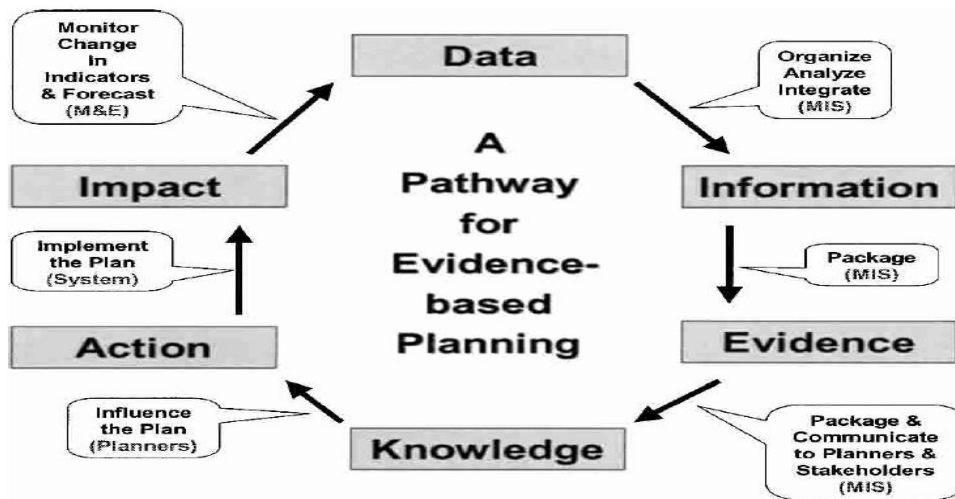 Monitor
Change
in
Indicators
& Forecast
(M&E)
Data
Organize
Analyze
Integrate
(MIS)
Impact
A
Pathway
for
Evidence-
based
Planning
Information
Implement
the Plan
(System)
Package
(MIS)
Action
Evidence
Influence
the Plan
(Planners)
Knowledge
Package &
Communicate
to Planners &
Stakeholders
(MIS)